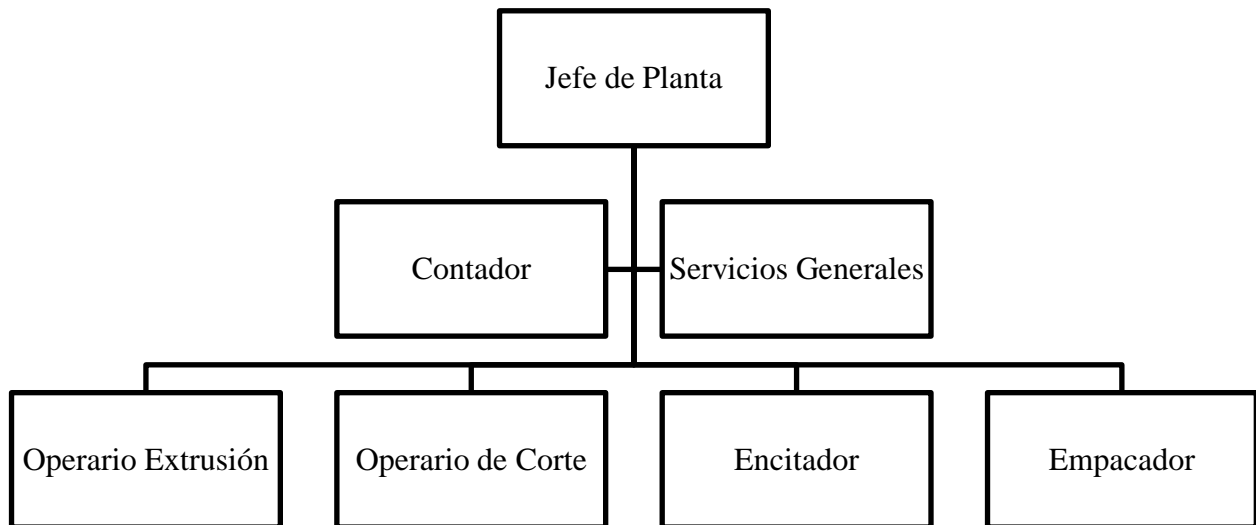 Jefe de Planta
Contador
Servicios Generales
Operario Extrusión
Operario de Corte
Encitador
Empacador